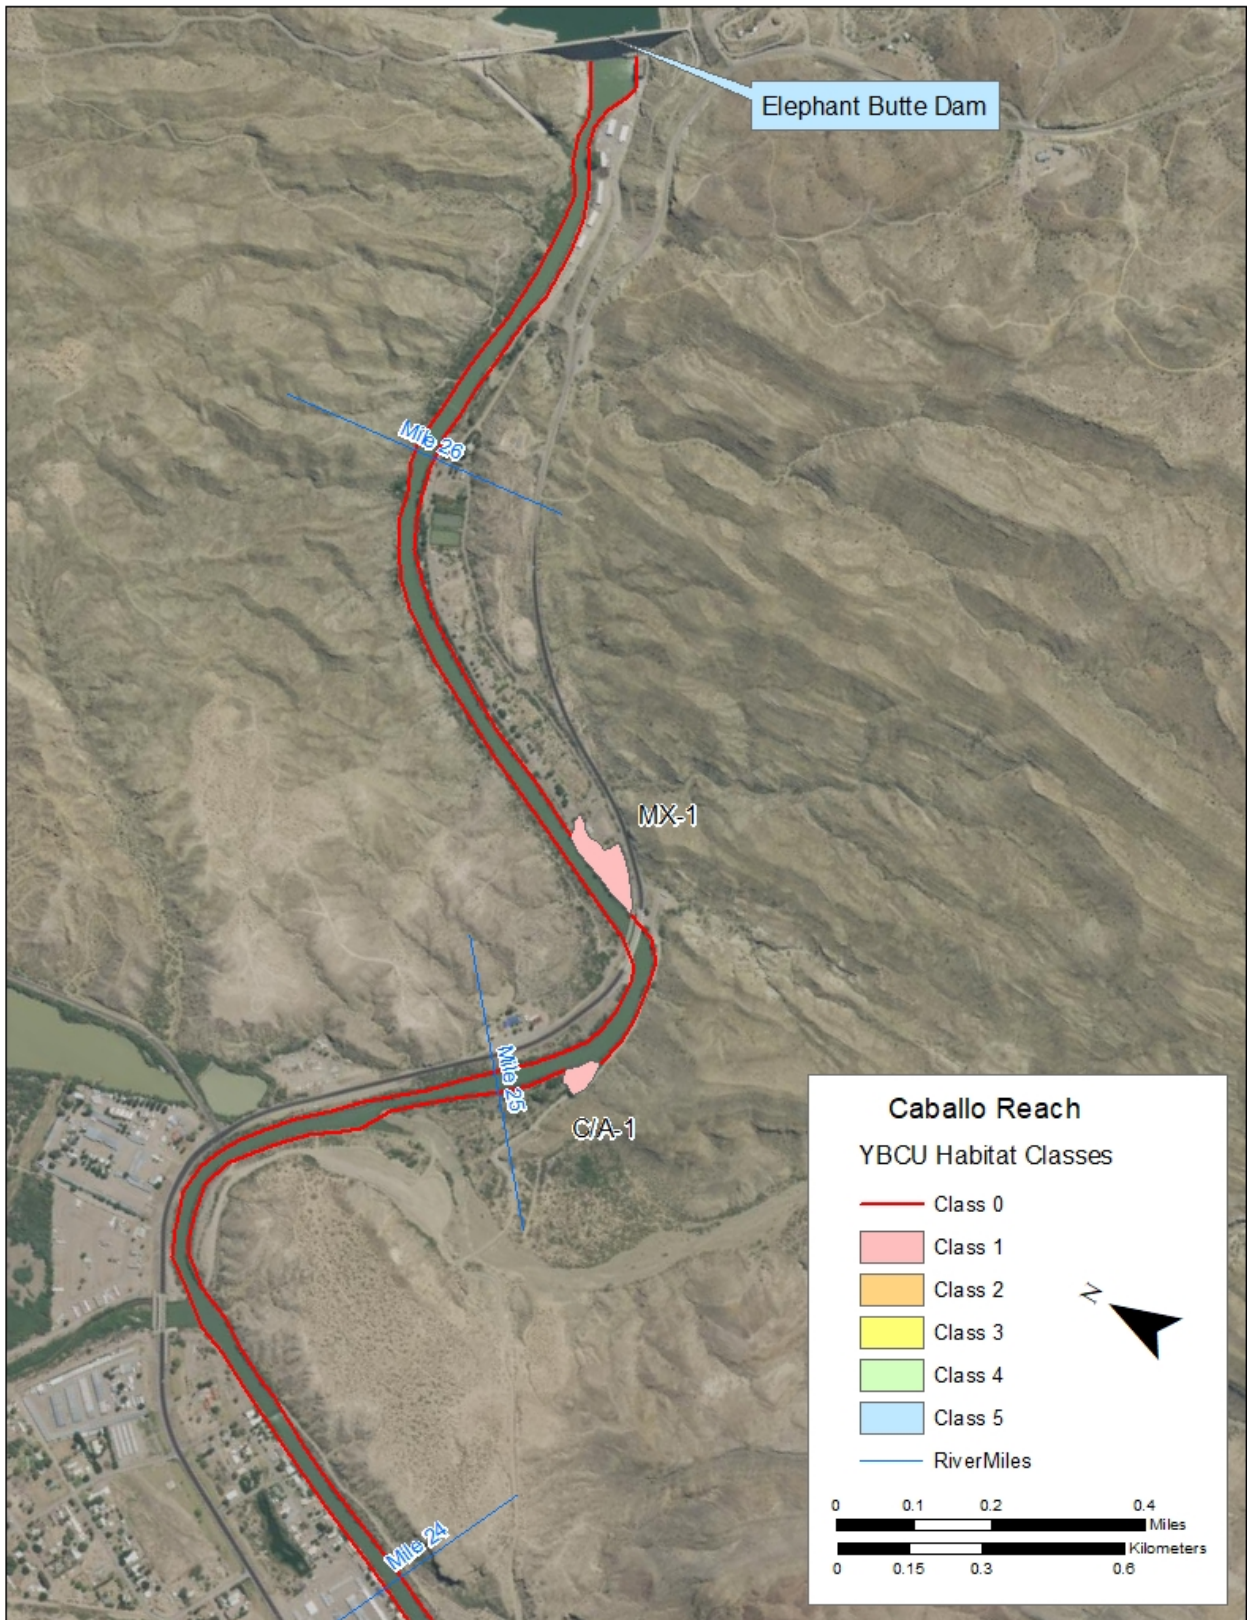 Elephant Butte Dam
Mile 26
MX-1
Mile 25
C/A-1
Mile 24
Caballo Reach
YBCU Habitat Classes
Class 0
Class 1
Class 2
Class 3
Class 4
Class 5
RiverMiles
N
0 0.1 0.2 0.4
Miles
Kilometers
0 0.15 0.3 0.6